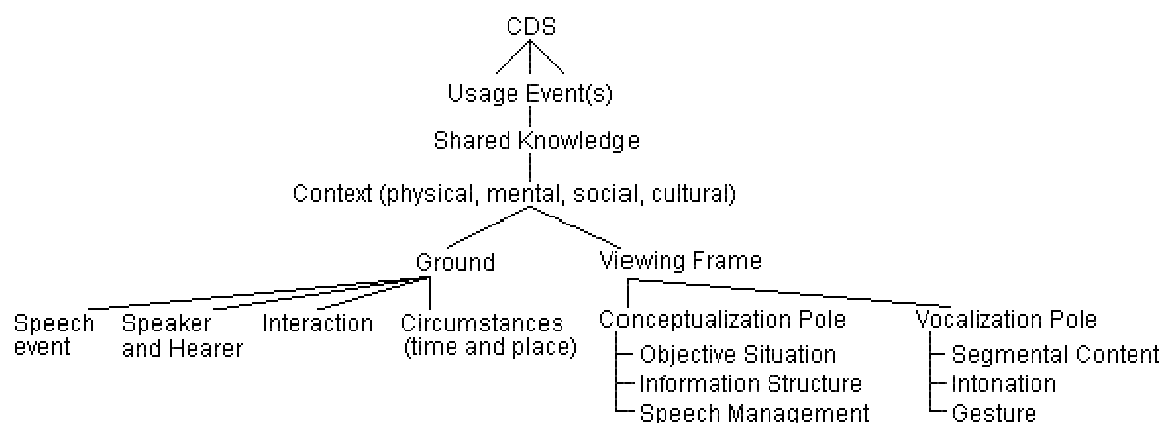 CDS
Usage Event(s)
Shared Knowledge
Context (physical, mental, social, cultural)
Ground
Viewing Frame
Speech
event
Speaker
and Hearer
Interaction
Circumstances
(time and place)
Conceptualization Pole
Objective Situation
Information Structure
Speech Management
Vocalization Pole
Segmental Content
Intonation
Gesture